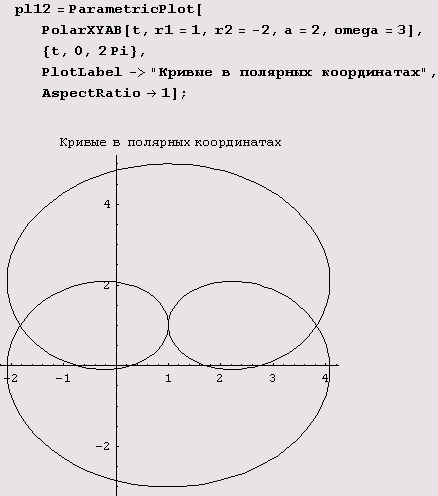 pl12 = ParametricPlot[
PolarXYAB[t, r1 = 1, r2 = -2, a = 2, omega = 3],
{t, 0, 2 Pi},
PlotLabel -> "Кривые в полярных координатах",
AspectRatio → 1];
Кривые в полярных координатах
4
2
-2 -1 1 2 3 4
-2